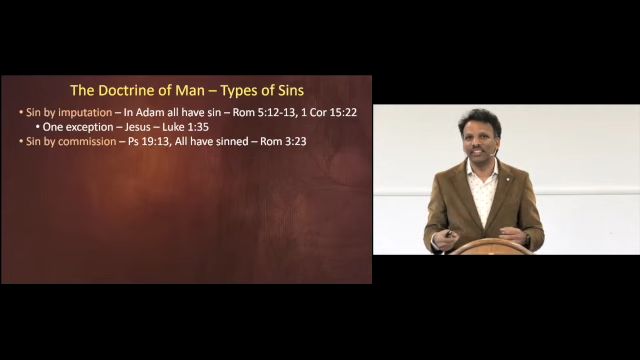 The Doctrine of Man – Types of Sins
• Sin by imputation – In Adam all have sin – Rom 5:12-13, 1 Cor 15:22
• One exception – Jesus – Luke 1:35
• Sin by commission – Ps 19:13, All have sinned – Rom 3:23